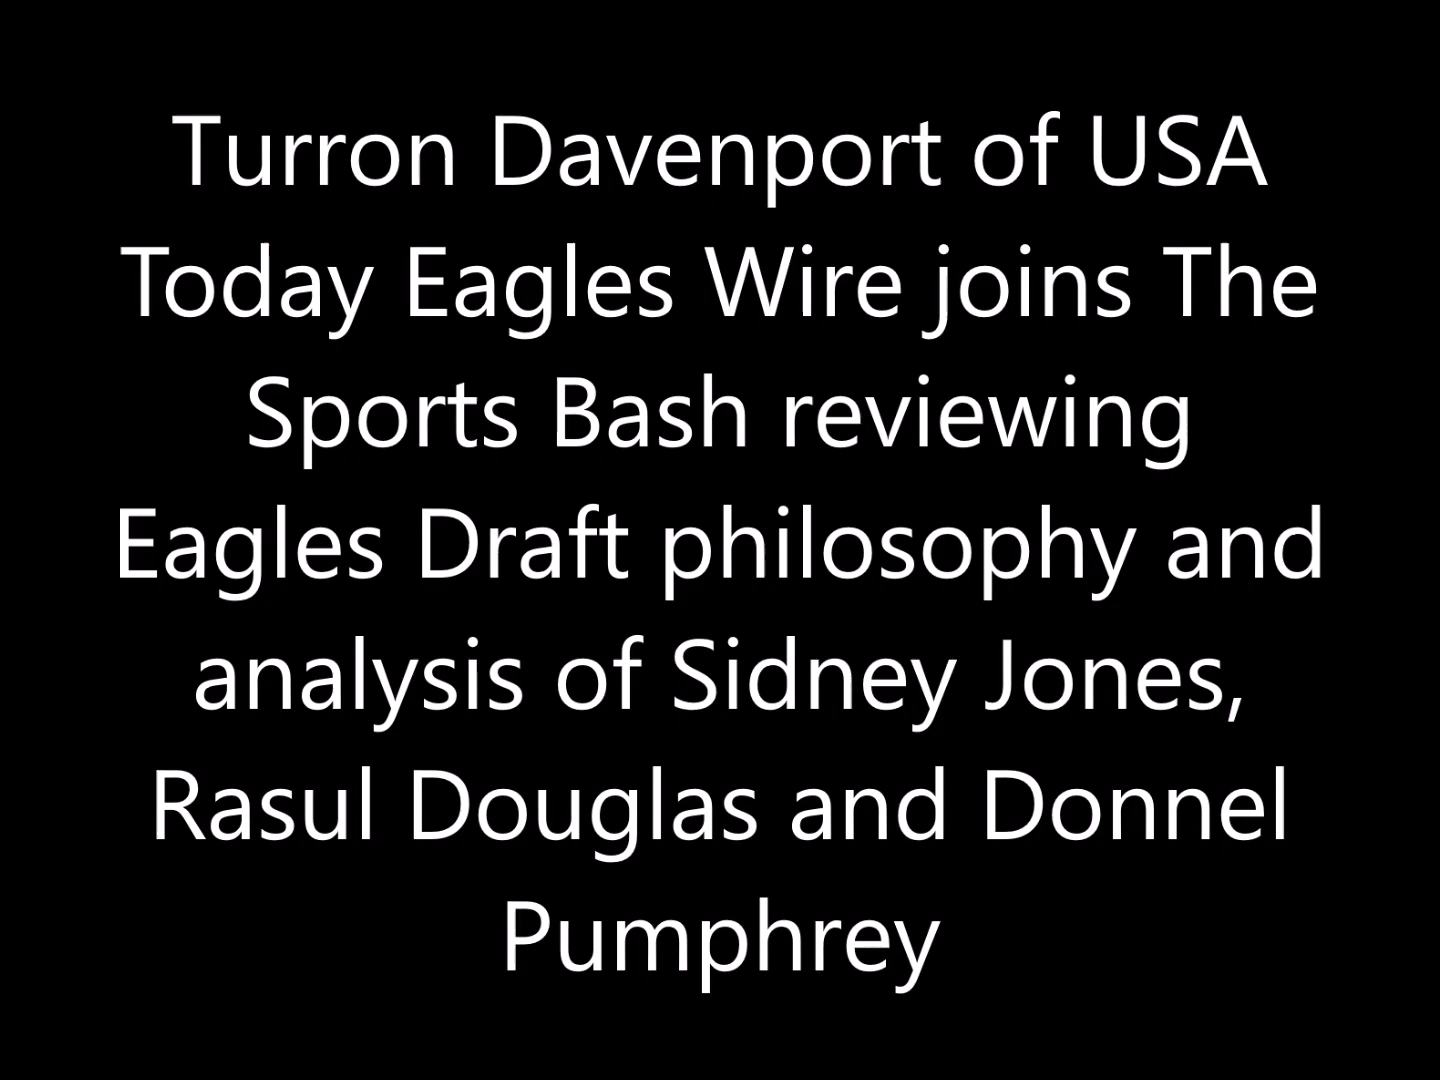 Turron Davenport of USA
Today Eagles Wire joins The
Sports Bash reviewing
Eagles Draft philosophy and
analysis of Sidney Jones,
Rasul Douglas and Donnel
Pumphrey